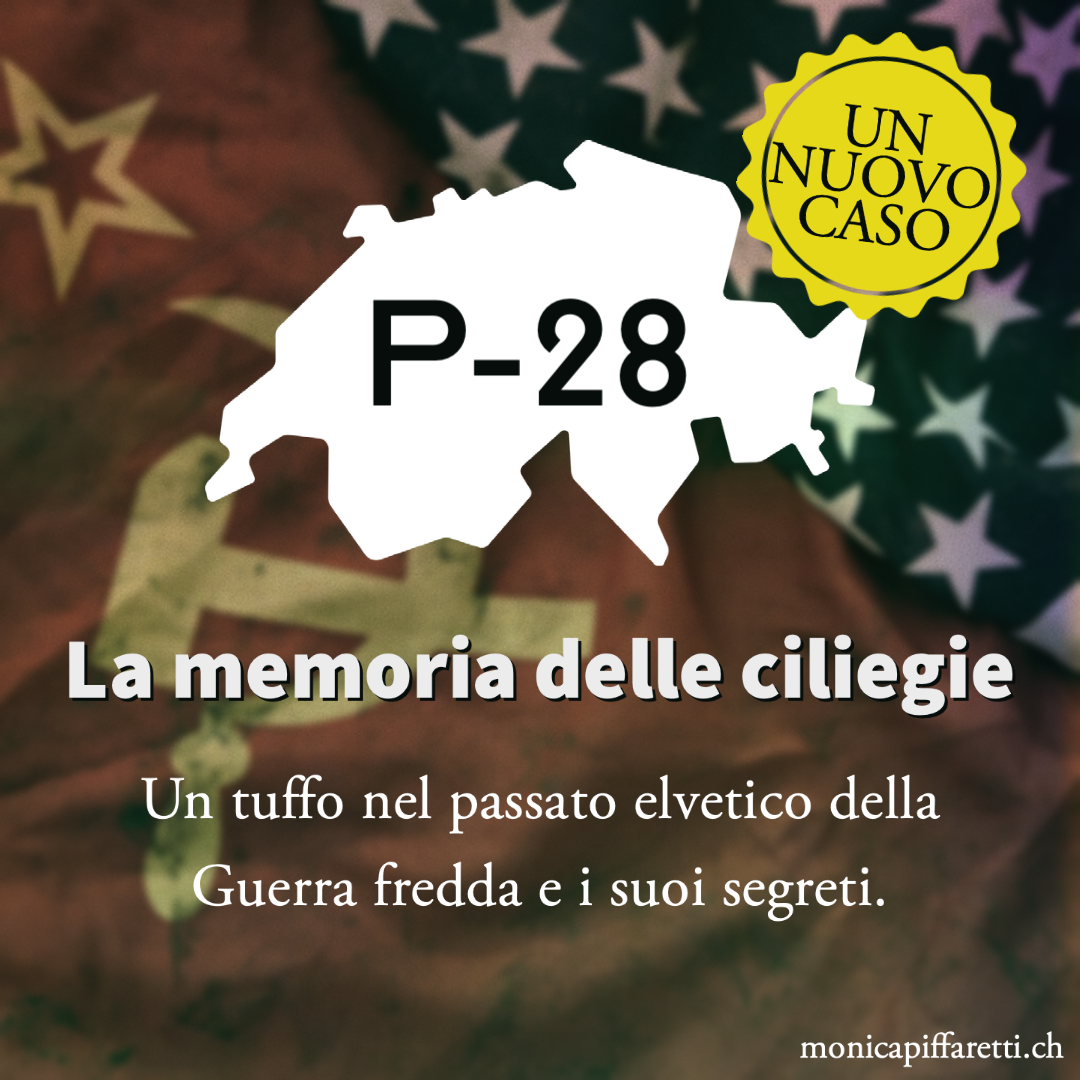 UN
NUOVO
CASO
P-28
La memoria delle ciliegie
Un tuffo nel passato elvetico della
Guerra fredda e i suoi segreti.
monicapiffaretti.ch